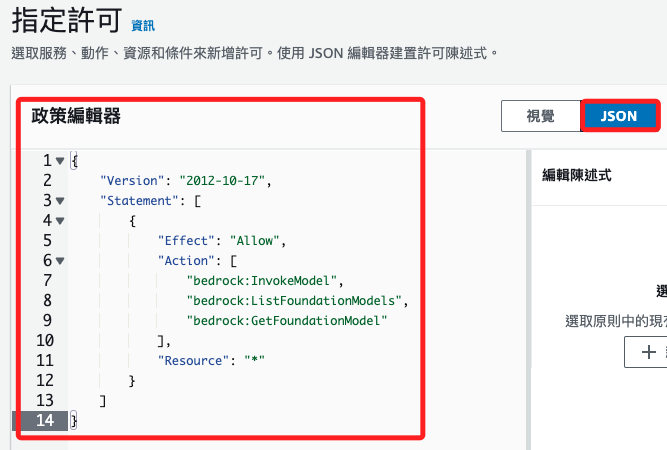 指定許可 資訊
選取服務、動作、資源和條件來新增許可。使用 JSON 編輯器建置許可陳述式。
政策編輯器
視覺
JSON
1 {
2 "Version": "2012-10-17",
3 "Statement": [
4 {
5 "Effect": "Allow",
6 "Action": [
7 "bedrock:InvokeModel",
8 "bedrock:ListFoundationModels",
9 "bedrock:GetFoundationModel"
10 ],
11 "Resource": "*"
12 }
13 ]
14 }
編輯陳述式
選取原則中的現